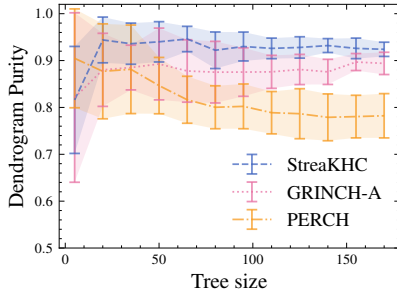 Dendrogram Purity
1.0
0.9
0.8
0.7
0.6
0.5
StreaKHC
GRINCH-A
PERCH
0 50 100 150
Tree size